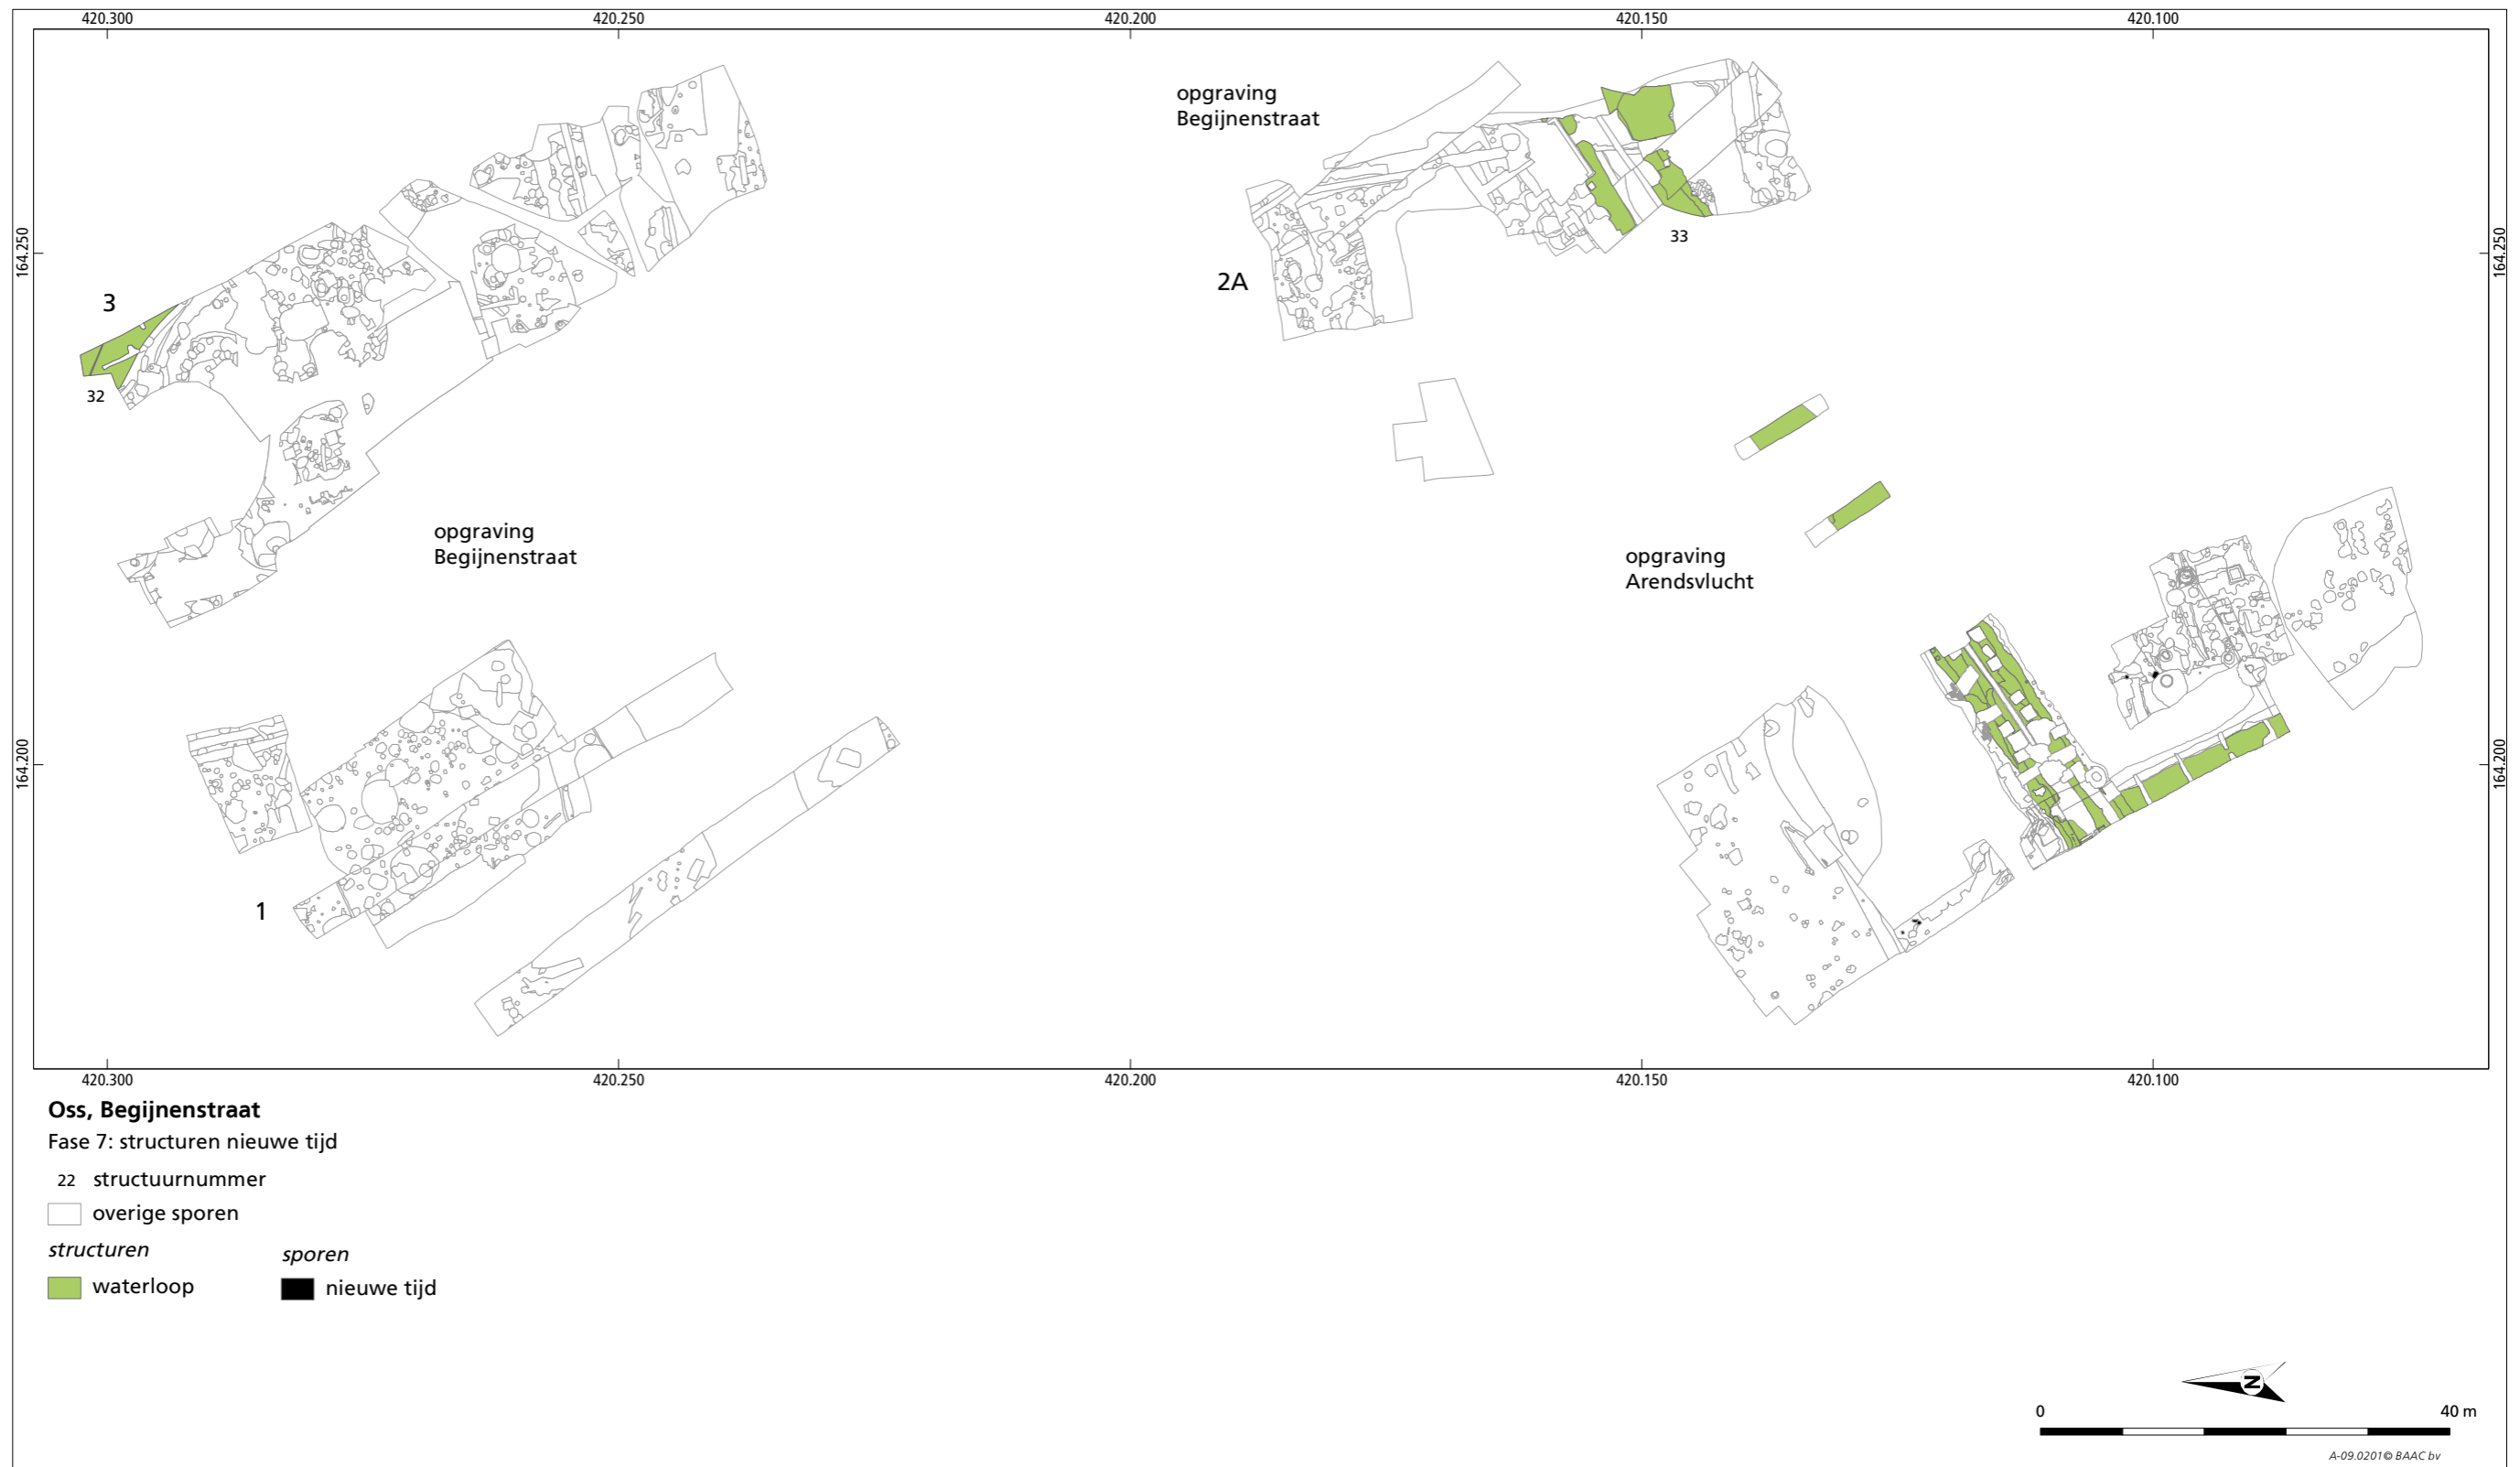 420.300 420.250 420.200 420.150 420.100
opgraving
Begijnenstraat
164.250
164.250
3
2A
33
32
opgraving
Begijnenstraat
opgraving
Arendsvlucht
164.200
164.200
1
420.300 420.250 420.200 420.150 420.100
Oss, Begijnenstraat
Fase 7: structuren nieuwe tijd
22 structuurnummer
overige sporen
structuren
sporen
waterloop
nieuwe tijd
N
0 40 m
A-09.0201© BAAC bv